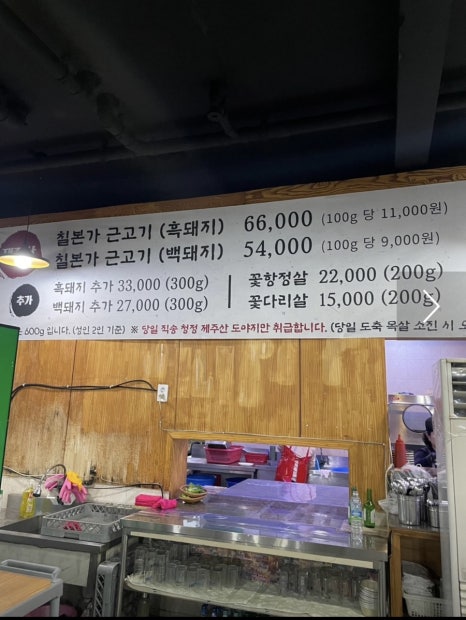 칠본가 근고기 (흑돼지) 66,000 (100g 당 11,000원)
칠본가 근고기 (백돼지) 54,000 (100g 당 9,000원)
추가
흑돼지 추가 33,000 (300g)
백돼지 추가 27,000 (300g)
꽃항정살 22,000 (200g)
꽃다리살 15,000 (200g)
600g 입니다. (성인 2인 기준) ※ 당일 직송 청정 제주산 도야지만 취급합니다. (당일 도축 목살 소진 시